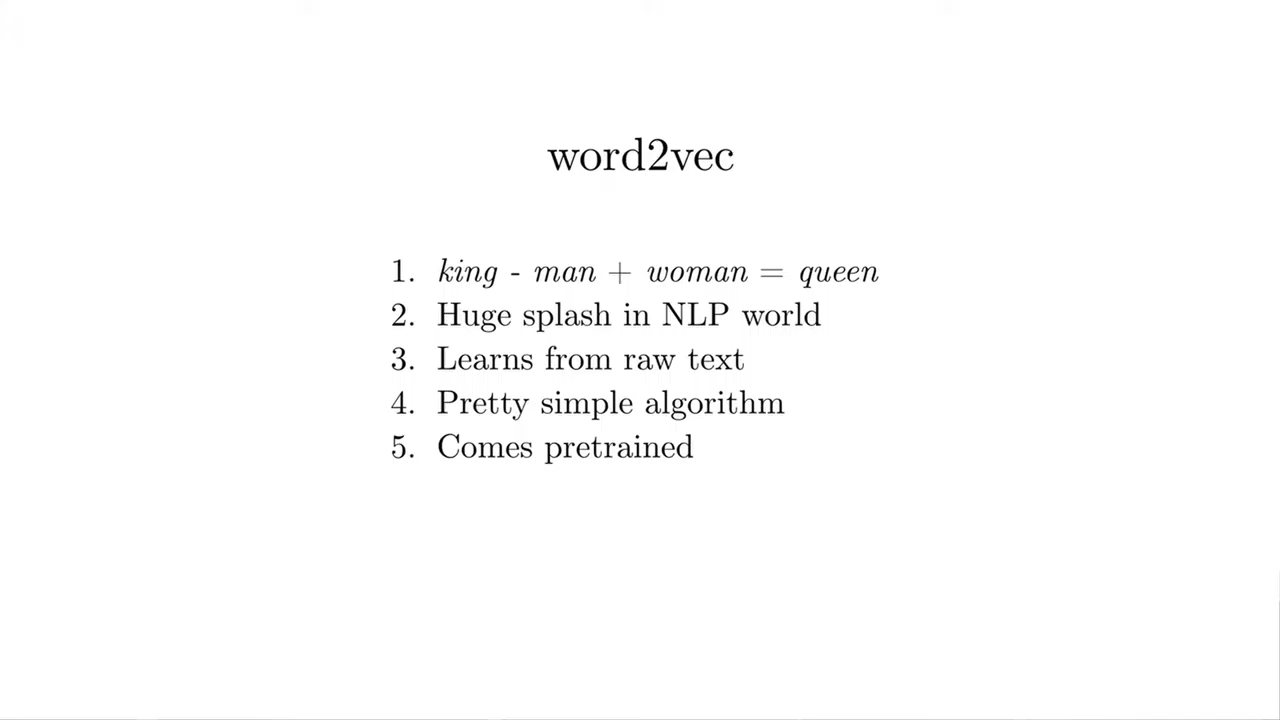 word2vec
1. king - man + woman = queen
2. Huge splash in NLP world
3. Learns from raw text
4. Pretty simple algorithm
5. Comes pretrained